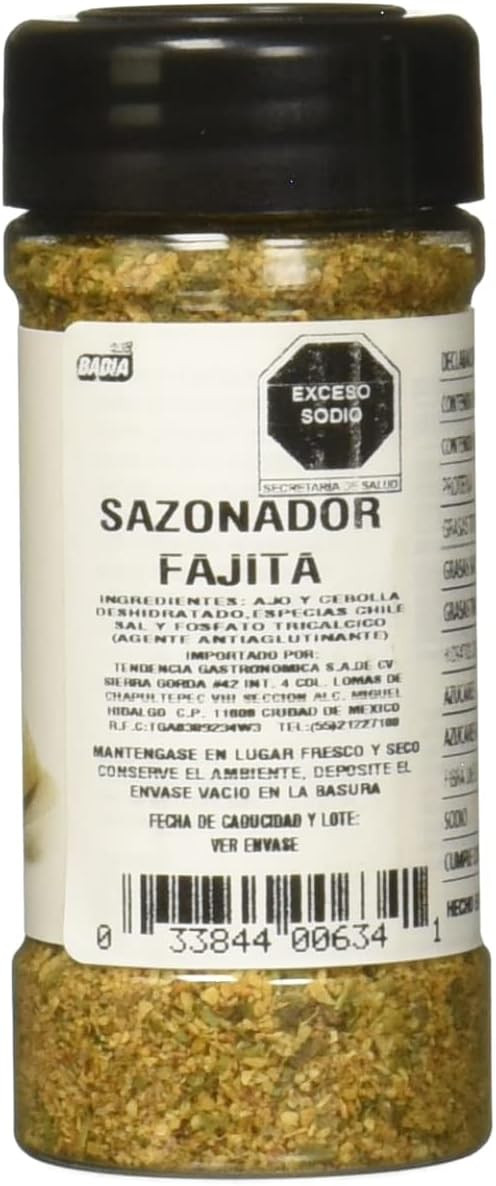 BADIA
EXCESO
SODIO
SECRETARIA DE SALUD
SAZONADOR
FAJITA
INGREDIENTES: AJO Y CEBOLLA
DESHIDRATADO, ESPECIAS CHILE
SAL Y FOSFATO TRICALCICO
(AGENTE ANTIAGLUTINANTE)
IMPORTADO POR:
TENDENCIA GASTRONOMICA S.A.DE CV
SIERRA GORDA #42 INT. 4 COL. LOMAS DE
CHAPULTEPEC VIII SECCION ALC. MIGUEL
HIDALGO C.P. 11000 CIUDAD DE MEXICO
R.F.C: TEL:
MANTENGASE EN LUGAR FRESCO Y SECO
CONSERVE EL AMBIENTE, DEPOSITE EL
ENVASE VACIO EN LA BASURA
FECHA DE CADUCIDAD Y LOTE:
VER ENVASE
0 33844 00634 1
SODIO
HECHO